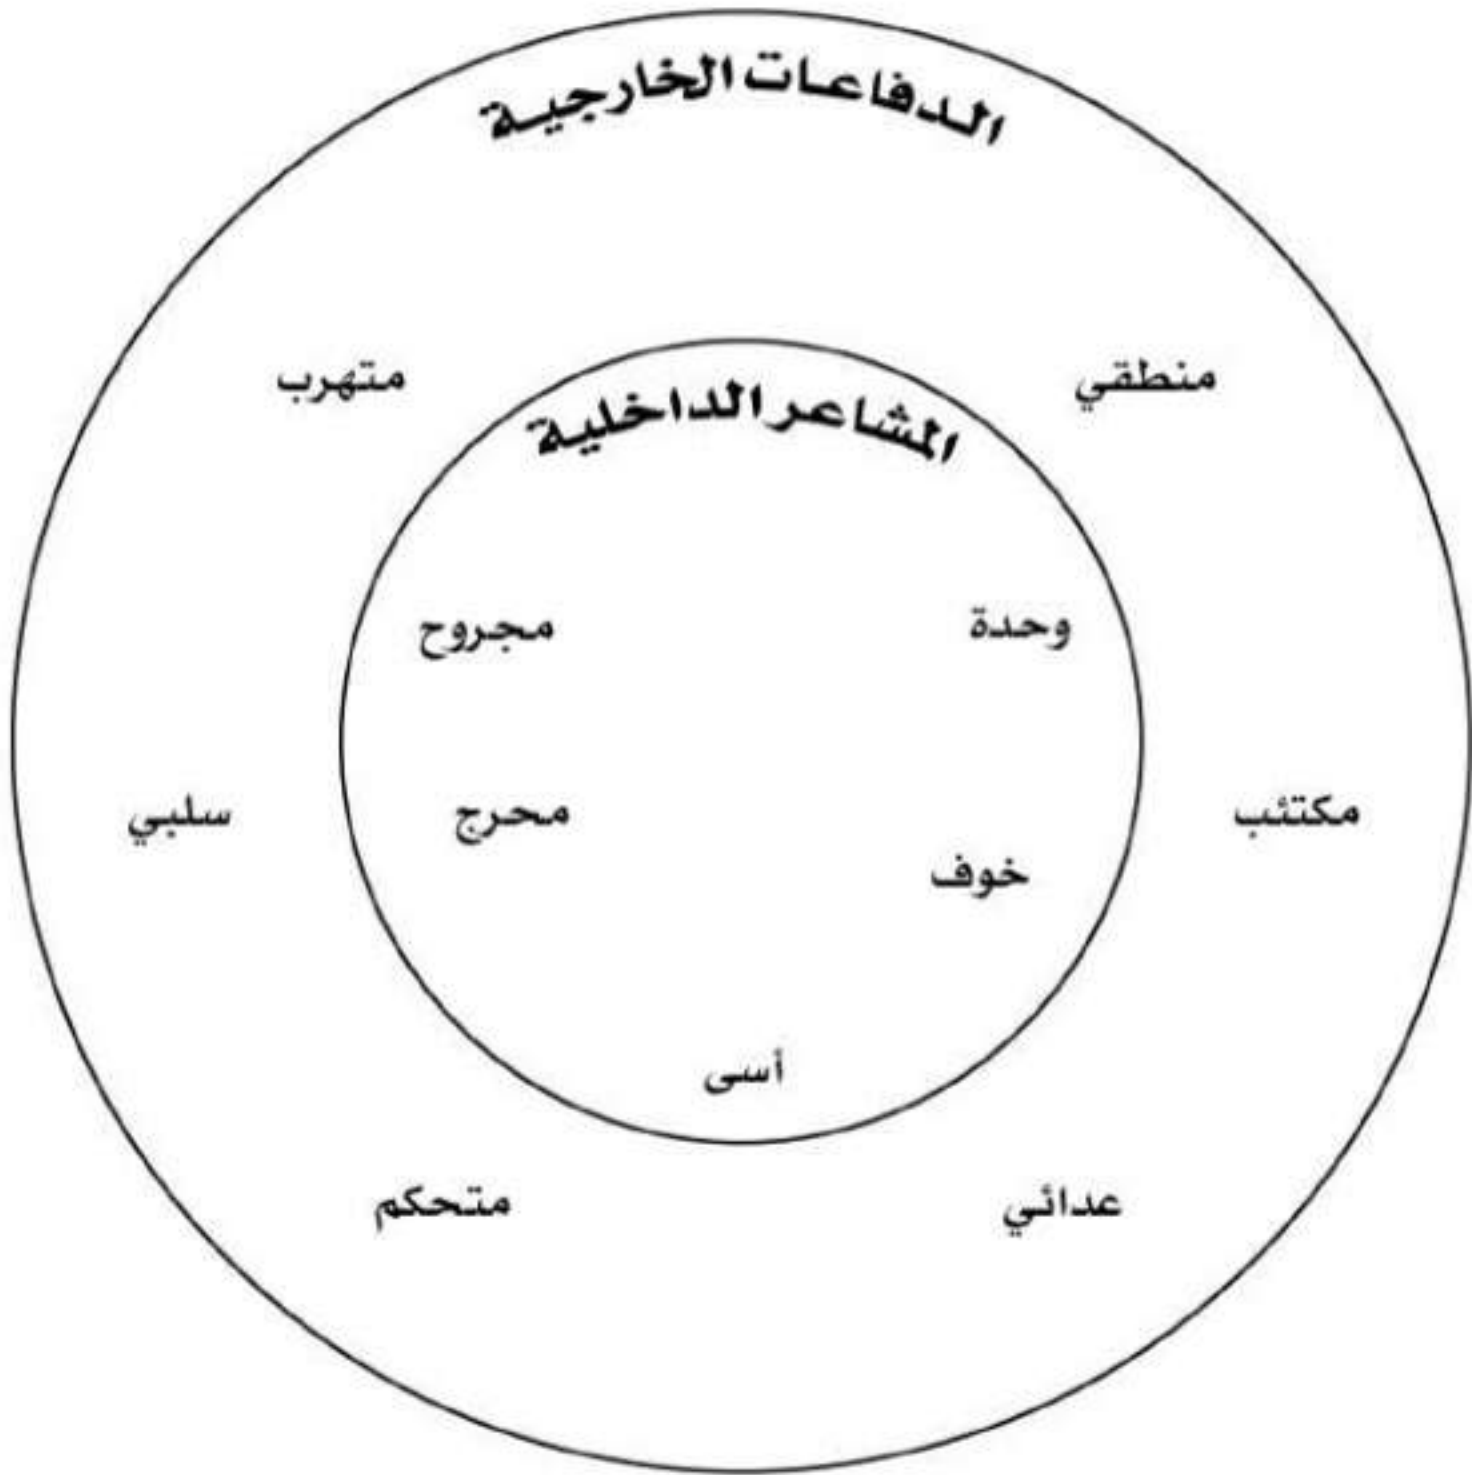 الدفاعات الخارجية
منطقي
متهرب
المشاعر الداخلية
وحدة
مجروح
مكتئب
سلبي
محرج
خوف
أسى
عدائي
متحكم